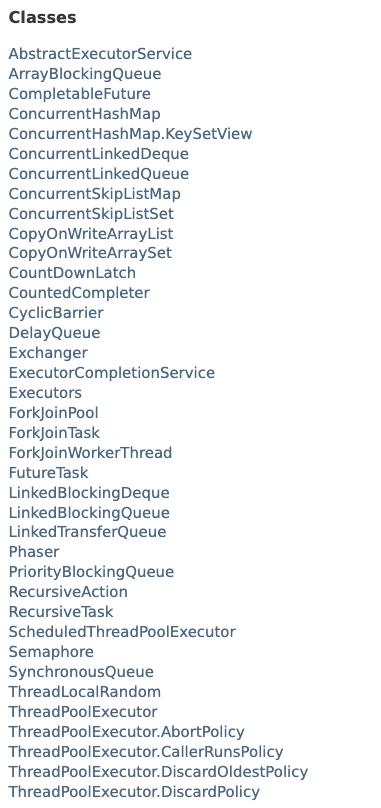 Classes
AbstractExecutorService
ArrayBlockingQueue
CompletableFuture
ConcurrentHashMap
ConcurrentHashMap.KeySetView
ConcurrentLinkedDeque
ConcurrentLinkedQueue
ConcurrentSkipListMap
ConcurrentSkipListSet
CopyOnWriteArrayList
CopyOnWriteArraySet
CountDownLatch
CountedCompleter
CyclicBarrier
DelayQueue
Exchanger
ExecutorCompletionService
Executors
ForkJoinPool
ForkJoinTask
ForkJoinWorkerThread
FutureTask
LinkedBlockingDeque
LinkedBlockingQueue
LinkedTransferQueue
Phaser
PriorityBlockingQueue
RecursiveAction
RecursiveTask
ScheduledThreadPoolExecutor
Semaphore
SynchronousQueue
ThreadLocalRandom
ThreadPoolExecutor
ThreadPoolExecutor.AbortPolicy
ThreadPoolExecutor.CallerRunsPolicy
ThreadPoolExecutor.DiscardOldestPolicy
ThreadPoolExecutor.DiscardPolicy